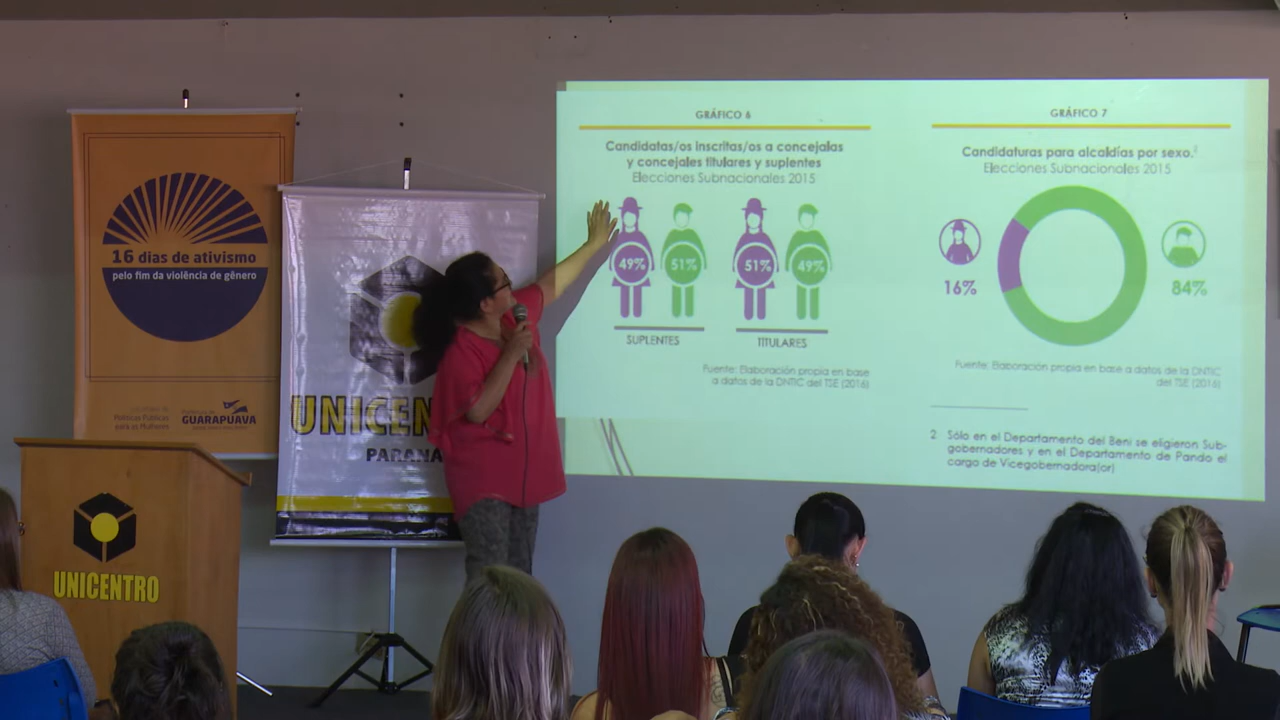 16 dias de ativismo
pelo fim da violência de gênero
Políticas Públicas
para as Mulheres
Prefeitura de
GUARAPUAVA
UNICEN
PARANÁ
UNICENTRO
GRÁFICO 6
Candidatas/os inscritas/os a concejalas
y concejales titulares y suplentes
Elecciones Subnacionales 2015
49%
51%
51%
49%
SUPLENTES
TITULARES
Fuente: Elaboración propia en base
a datos de la DNTIC del TSE (2016)
GRÁFICO 7
Candidaturas para alcaldías por sexo.2
Elecciones Subnacionales 2015
16%
84%
Fuente: Elaboración propia en base a datos de la DNTIC
del TSE (2016)
2 Sólo en el Departamento del Beni se eligieron Sub-
gobernadores y en el Departamento de Pando el
cargo de Vicegobernadora(or)